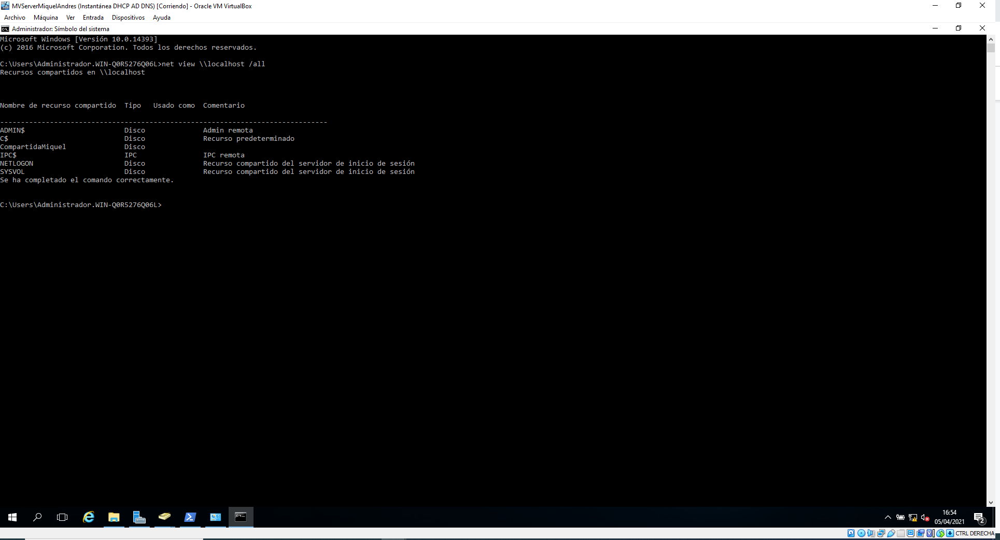 MVServerMiquelAndres (Instantánea DHCP AD DNS) [Corriendo] - Oracle VM VirtualBox
Archivo Máquina Ver Entrada Dispositivos Ayuda
Administrador: Símbolo del sistema
Microsoft Windows [Versión 10.0.14393]
(c) 2016 Microsoft Corporation. Todos los derechos reservados.
C:\Users\Administrador.WIN-Q0R5276Q06L>net view \\localhost /all
Recursos compartidos en \\localhost
Nombre de recurso compartido Tipo Usado como Comentario
-------------------------------------------------------------------------------
ADMIN$ Disco Admin remota
C$ Disco Recurso predeterminado
CompartidaMiquel Disco
IPC$ IPC IPC remota
NETLOGON Disco Recurso compartido del servidor de inicio de sesión
SYSVOL Disco Recurso compartido del servidor de inicio de sesión
Se ha completado el comando correctamente.
C:\Users\Administrador.WIN-Q0R5276Q06L>
16:54
05/04/2021
2
CTRL DERECHA